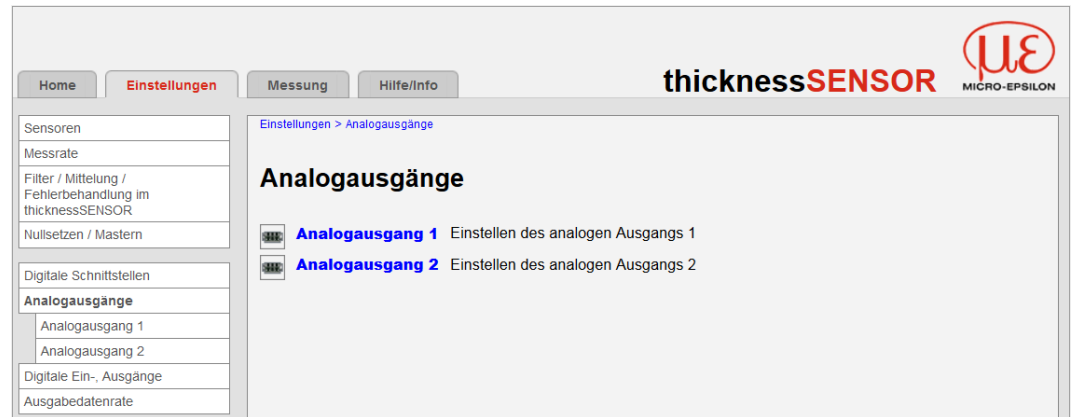 Home
Einstellungen
Messung
Hilfe/Info
thicknessSENSOR
με
MICRO-EPSILON
Sensoren
Messrate
Filter / Mittelung /
Fehlerbehandlung im
thicknessSENSOR
Nullsetzen / Mastern
Digitale Schnittstellen
Analogausgänge
Analogausgang 1
Analogausgang 2
Digitale Ein-, Ausgänge
Ausgabedatenrate
Einstellungen > Analogausgänge
Analogausgänge
Analogausgang 1 Einstellen des analogen Ausgangs 1
Analogausgang 2 Einstellen des analogen Ausgangs 2